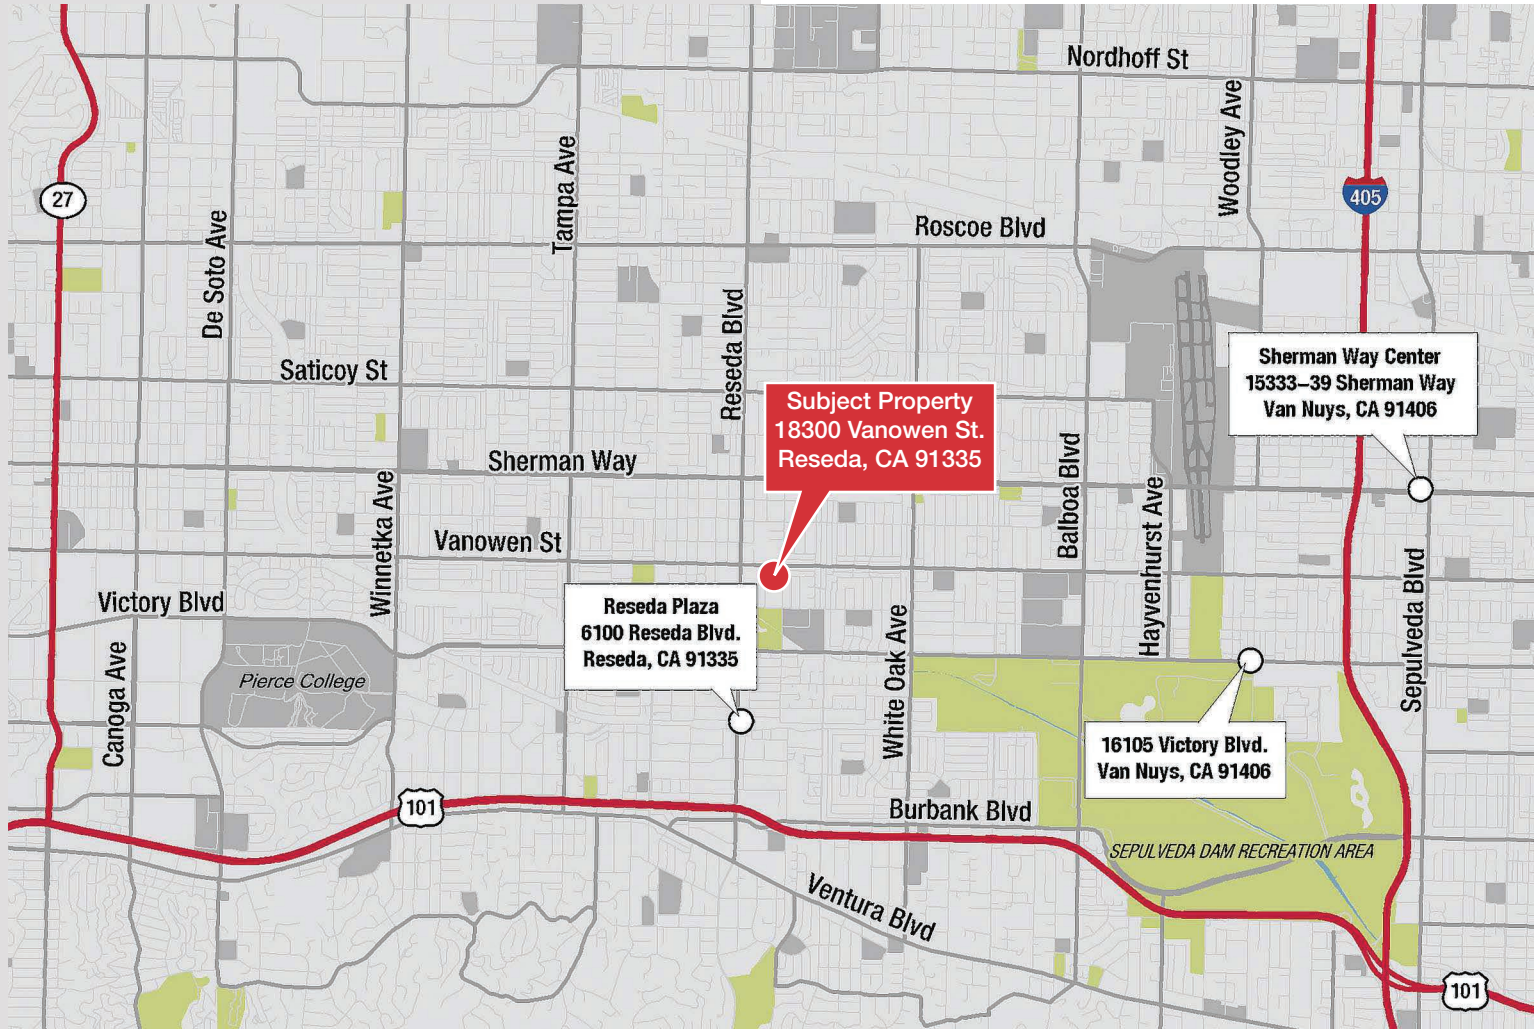 Nordhoff St
Woodley Ave
27
405
Tampa Ave
De Soto Ave
Roscoe Blvd
Reseda Blvd
Saticoy St
Sherman Way Center
15333–39 Sherman Way
Van Nuys, CA 91406
Subject Property
18300 Vanowen St.
Reseda, CA 91335
Sherman Way
Winnetka Ave
Balboa Blvd
Hayvenhurst Ave
Vanowen St
Sepulveda Blvd
Victory Blvd
Reseda Plaza
6100 Reseda Blvd.
Reseda, CA 91335
White Oak Ave
Canoga Ave
Pierce College
16105 Victory Blvd.
Van Nuys, CA 91406
101
Burbank Blvd
SEPULVEDA DAM RECREATION AREA
Ventura Blvd
101